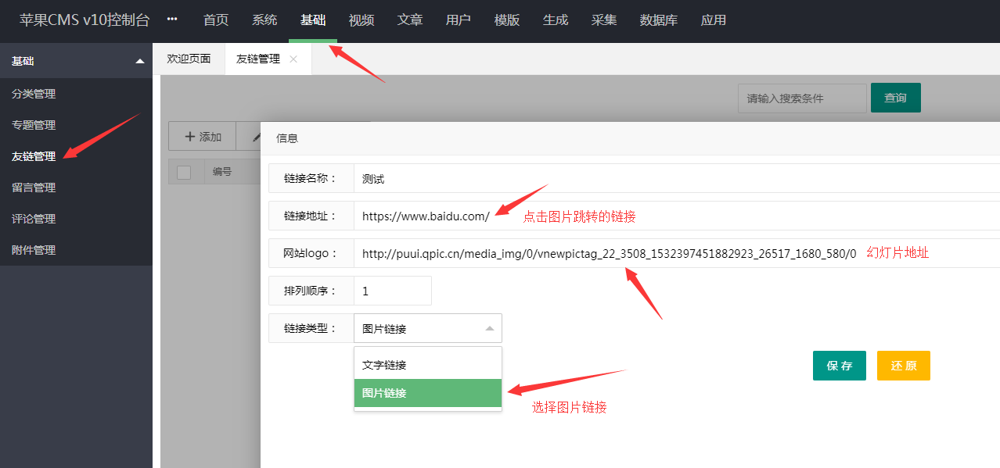 苹果CMS v10控制台 ··· 首页 系统 基础 视频 文章 用户 模版 生成 采集 数据库 应用
基础
分类管理
专题管理
友链管理
留言管理
评论管理
附件管理
欢迎页面 友链管理
请输入搜索条件 查询
添加
编号
信息
链接名称： 测试
链接地址： https://www.baidu.com/ 点击图片跳转的链接
网站logo： http://puui.qpic.cn/media_img/0/vnewpictag_22_3508_1532397451882923_26517_1680_580/0 幻灯片地址
排列顺序： 1
链接类型： 图片链接
文字链接
图片链接
选择图片链接
保 存 还 原